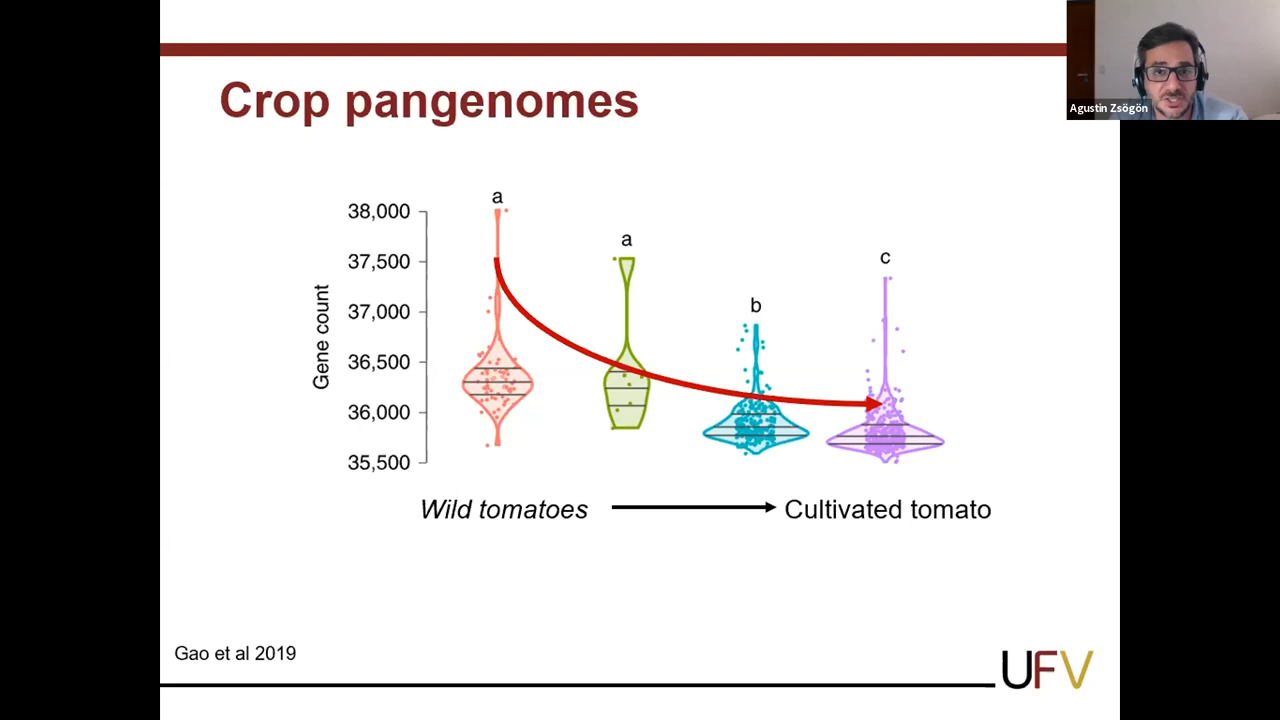 Crop pangenomes
Agustin Zsögön
a
a
b
c
38,000
37,500
37,000
36,500
36,000
35,500
Gene count
Wild tomatoes
Cultivated tomato
Gao et al 2019
UFV